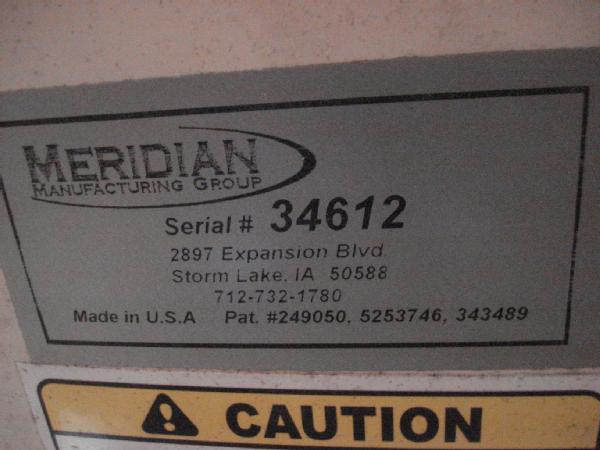 MERIDIAN
MANUFACTURING GROUP
Serial # 34612
2897 Expansion Blvd
Storm Lake, IA 50588
712-732-1780
Made in U.S.A Pat. #249050, 5253746, 343489
CAUTION